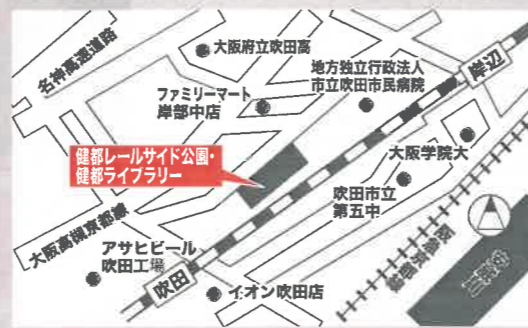 名神高速道路
大阪府立吹田高
ファミリーマート
岸部中店
地方独立行政法人
市立吹田市民病院
岸辺
健都レールサイド公園・
健都ライブラリー
大阪学院大
吹田市立
第五中
大阪高槻京都線
アサヒビール
吹田工場
吹田
イオン吹田店
阪急京都線